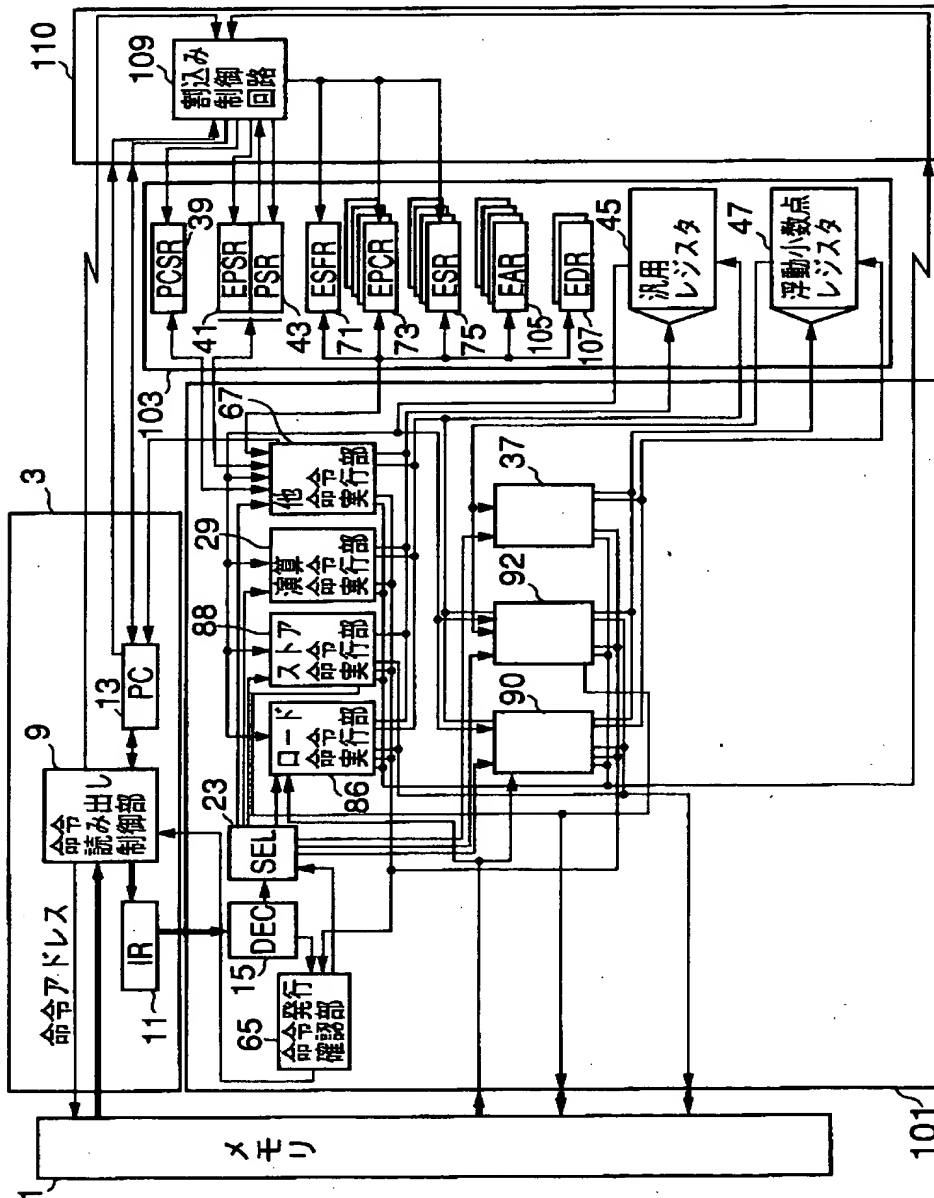 1
メモリ
3
命令アドレス
9
命令
読み出し
制御部
IR
11
13
PC
110
109
割込み
制御
回路
101
DEC
15
65
命令発行
確認部
23
SEL
ロード
命令
実行部
86
88
ストア
命令
実行部
29
演算
命令
実行部
67
他
命令
実行部
90
92
37
103
PCSR
39
EPSR
41
PSR
43
ESFR
71
EPCR
73
ESR
75
EAR
105
EDR
107
45
汎用
レジスタ
47
浮動小数点
レジスタ